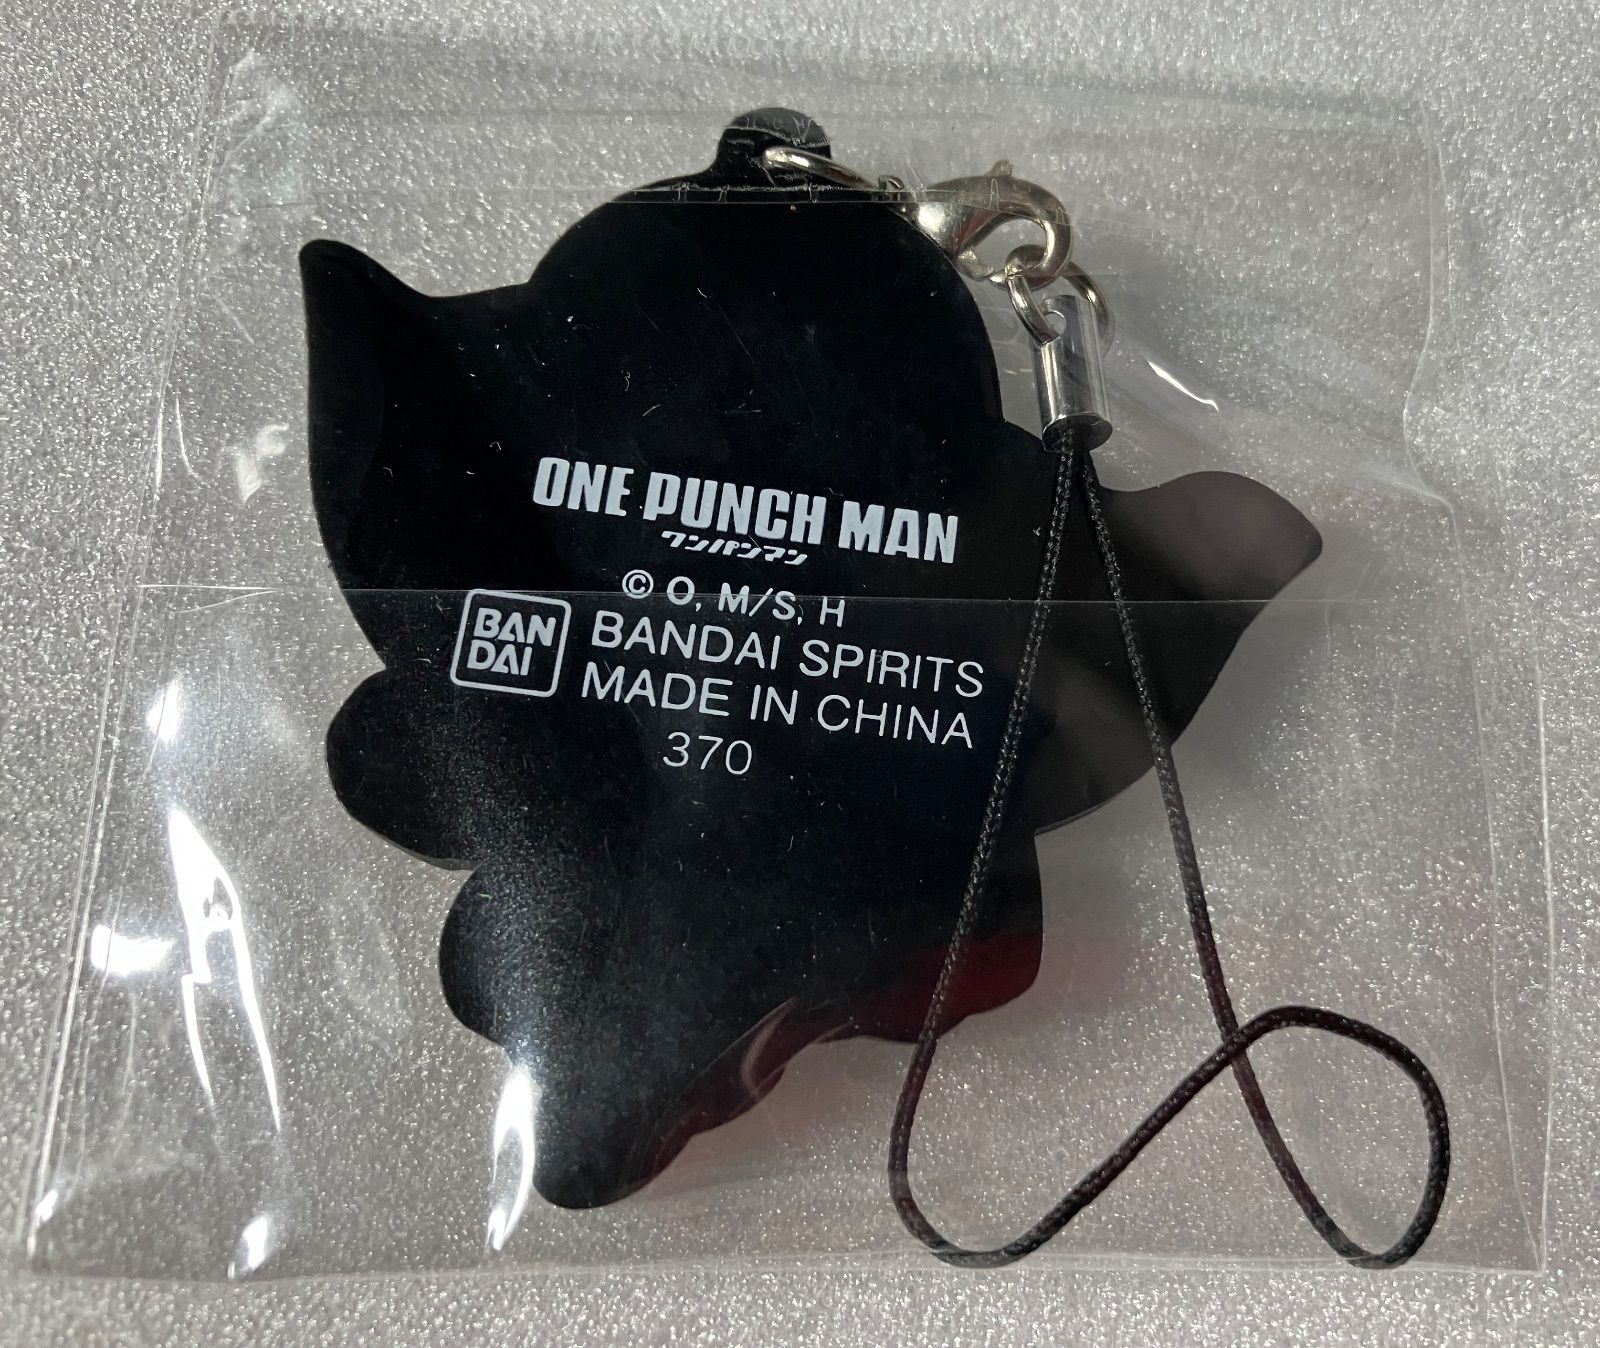 ONE PUNCH MAN
ワンパンマン
© O, M/S, H
BAN
DAI
BANDAI SPIRITS
MADE IN CHINA
370